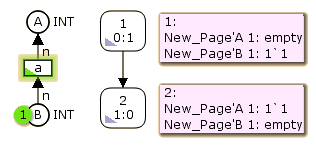 A INT
n
a
n
1 B INT
1
0:1
2
1:0
1:
New_Page'A 1: empty
New_Page'B 1: 1`1
2:
New_Page'A 1: 1`1
New_Page'B 1: empty